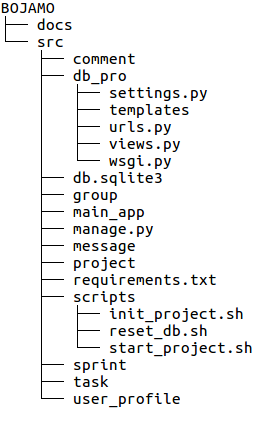 BOJAMO
├── docs
└── src
    ├── comment
    ├── db_pro
    │   ├── settings.py
    │   ├── templates
    │   ├── urls.py
    │   ├── views.py
    │   └── wsgi.py
    ├── db.sqlite3
    ├── group
    ├── main_app
    ├── manage.py
    ├── message
    ├── project
    ├── requirements.txt
    ├── scripts
    │   ├── init_project.sh
    │   ├── reset_db.sh
    │   └── start_project.sh
    ├── sprint
    ├── task
    └── user_profile